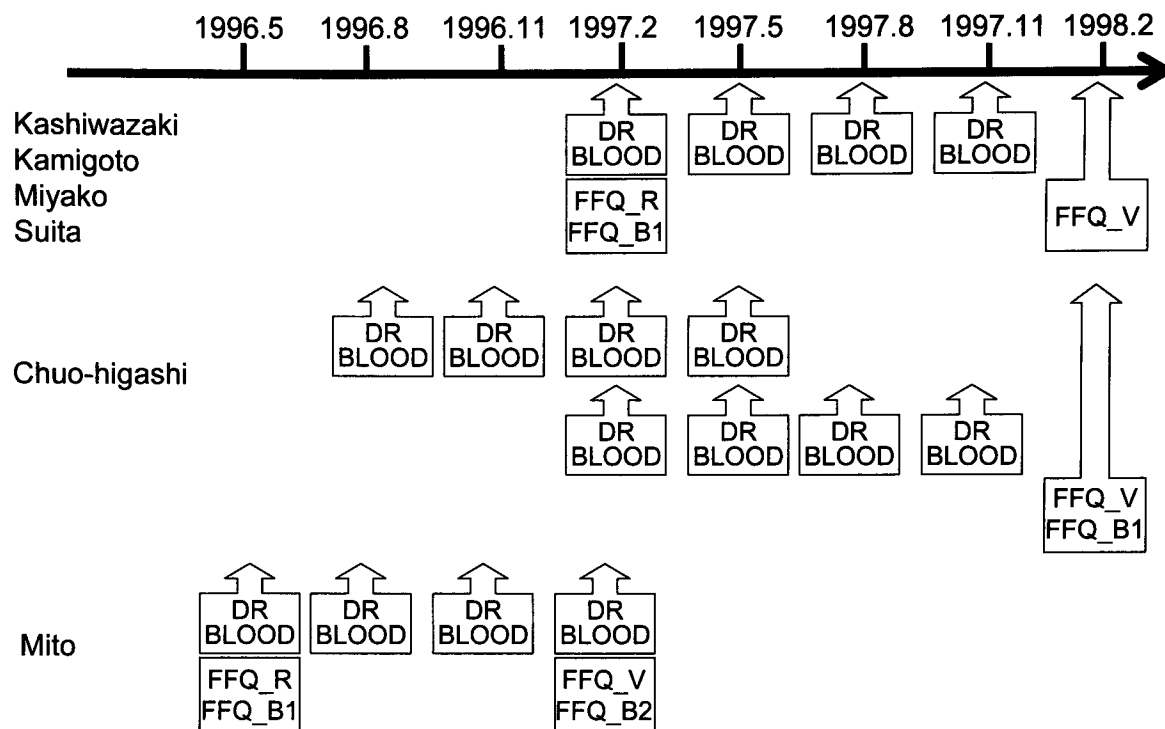 1996.5 1996.8 1996.11 1997.2 1997.5 1997.8 1997.11 1998.2
Kashiwazaki
Kamigoto
Miyako
Suita
DR DR DR DR
BLOOD BLOOD BLOOD BLOOD
FFQ_R FFQ_V
FFQ_B1
Chuo-higashi
DR DR DR DR
BLOOD BLOOD BLOOD BLOOD
DR DR DR DR
BLOOD BLOOD BLOOD BLOOD
FFQ_V
FFQ_B1
Mito
DR DR DR DR
BLOOD BLOOD BLOOD BLOOD
FFQ_R FFQ_V
FFQ_B1 FFQ_B2